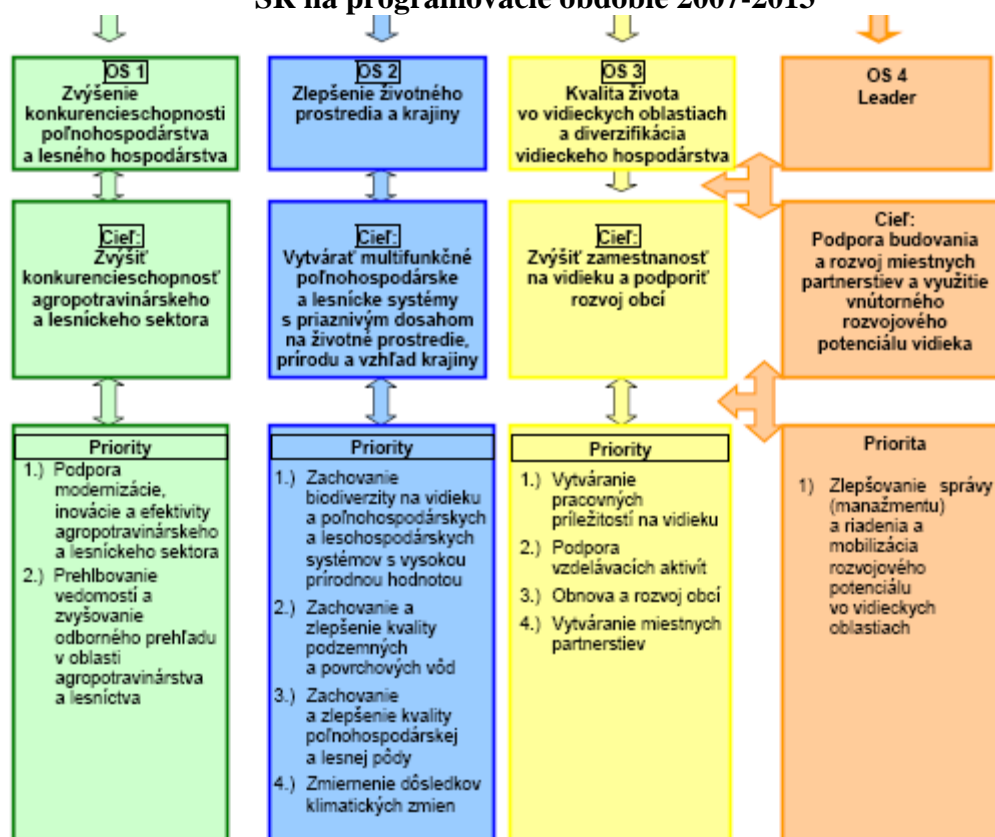 SR na programovacie obdobie 2007-2013
OS 1
Zvýšenie
konkurencieschopnosti
poľnohospodárstva
a lesného hospodárstva
OS 2
Zlepšenie životného
prostredia a krajiny
OS 3
Kvalita života
vo vidieckych oblastiach
a diverzifikácia
vidieckeho hospodárstva
OS 4
Leader
Cieľ:
Zvýšiť
konkurencieschopnosť
agropotravinárskeho
a lesníckeho sektora
Cieľ:
Vytvárať multifunkčné
poľnohospodárske
a lesnícke systémy
s priaznivým dosahom
na životné prostredie,
prírodu a vzhľad krajiny
Cieľ:
Zvýšiť zamestnanosť
na vidieku a podporiť
rozvoj obcí
Cieľ:
Podpora budovania
a rozvoj miestnych
partnerstiev a využitie
vnútorného
rozvojového
potenciálu vidieka
Priority
1.) Podpora
modernizácie,
inovácie a efektivity
agropotravinárskeho
a lesníckeho sektora
2.) Prehlbovanie
vedomostí a
zvyšovanie
odborného prehľadu
v oblasti
agropotravinárstva
a lesníctva
Priority
1.) Zachovanie
biodiverzity na vidieku
a poľnohospodárskych
a lesohospodárskych
systémov s vysokou
prírodnou hodnotou
2.) Zachovanie a
zlepšenie kvality
podzemných
a povrchových vôd
3.) Zachovanie
a zlepšenie kvality
poľnohospodárskej
a lesnej pôdy
4.) Zmiernenie dôsledkov
klimatických zmien
Priority
1.) Vytváranie
pracovných
príležitostí na vidieku
2.) Podpora
vzdelávacích aktivít
3.) Obnova a rozvoj obcí
4.) Vytváranie miestnych
partnerstiev
Priorita
1) Zlepšovanie správy
(manažmentu)
a riadenia a
mobilizácia
rozvojového
potenciálu
vo vidieckych
oblastiach